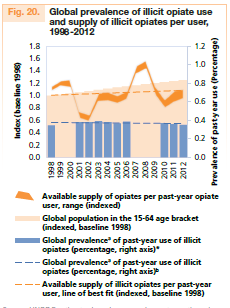 Fig. 20.
Global prevalence of illicit opiate use
and supply of illicit opiates per user,
1998-2012
Index (baseline 1998)
1.8
1.6
1.4
1.2
1.0
0.8
0.6
0.4
0.2
0.0
1.2
1.0
0.8
0.6
0.4
0.2
0.0
Prevalence of past-year use (Percentage)
1998
1999
2000
2001
2002
2003
2004
2005
2006
2007
2008
2009
2010
2011
2012
Available supply of opiates per past-year opiate
user, range (indexed)
Global population in the 15-64 age bracket
(indexed, baseline 1998)
Global prevalenceᵃ of past-year use of illicit
opiates (percentage, right axis)ᵃ
Global prevalenceᵃ of past-year use of illicit
opiates (percentage, right axis)ᵇ
Available supply of illicit opiates per past-year
user, line of best fit (indexed, baseline 1998)